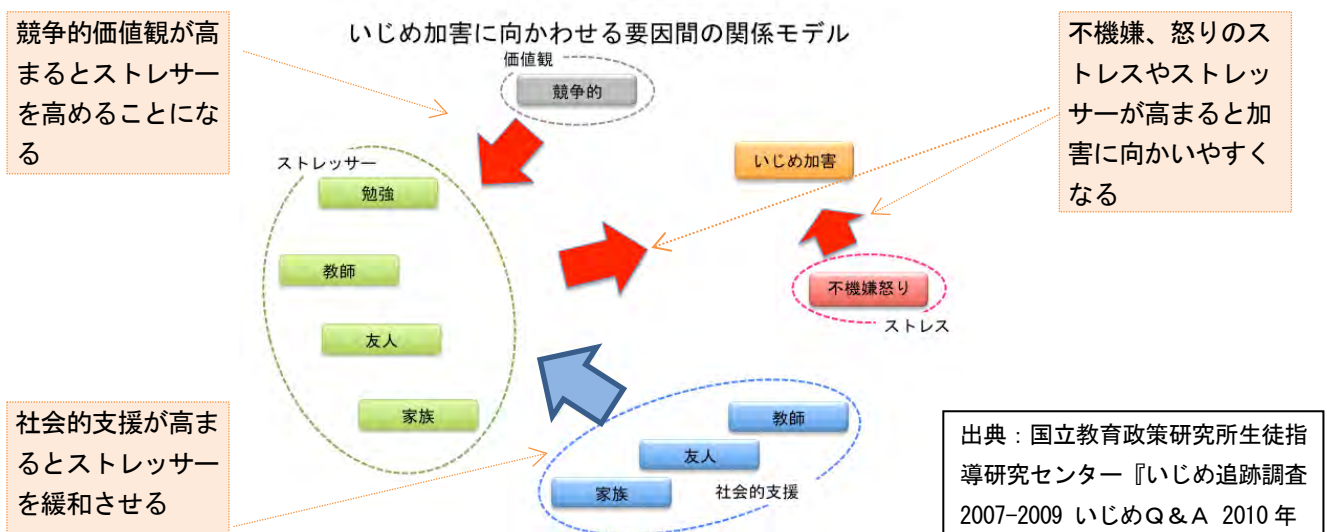 いじめ加害に向かわせる要因間の関係モデル
競争的価値観が高
まるとストレサー
を高めることにな
る
価値観
競争的
不機嫌、怒りのス
トレスやストレッ
サーが高まると加
害に向かいやすく
なる
ストレッサー
勉強
教師
友人
家族
いじめ加害
不機嫌怒り
ストレス
社会的支援が高ま
るとストレッサー
を緩和させる
教師
友人
家族
社会的支援
出典：国立教育政策研究所生徒指
導研究センター『いじめ追跡調査
2007-2009 いじめＱ＆Ａ 2010 年